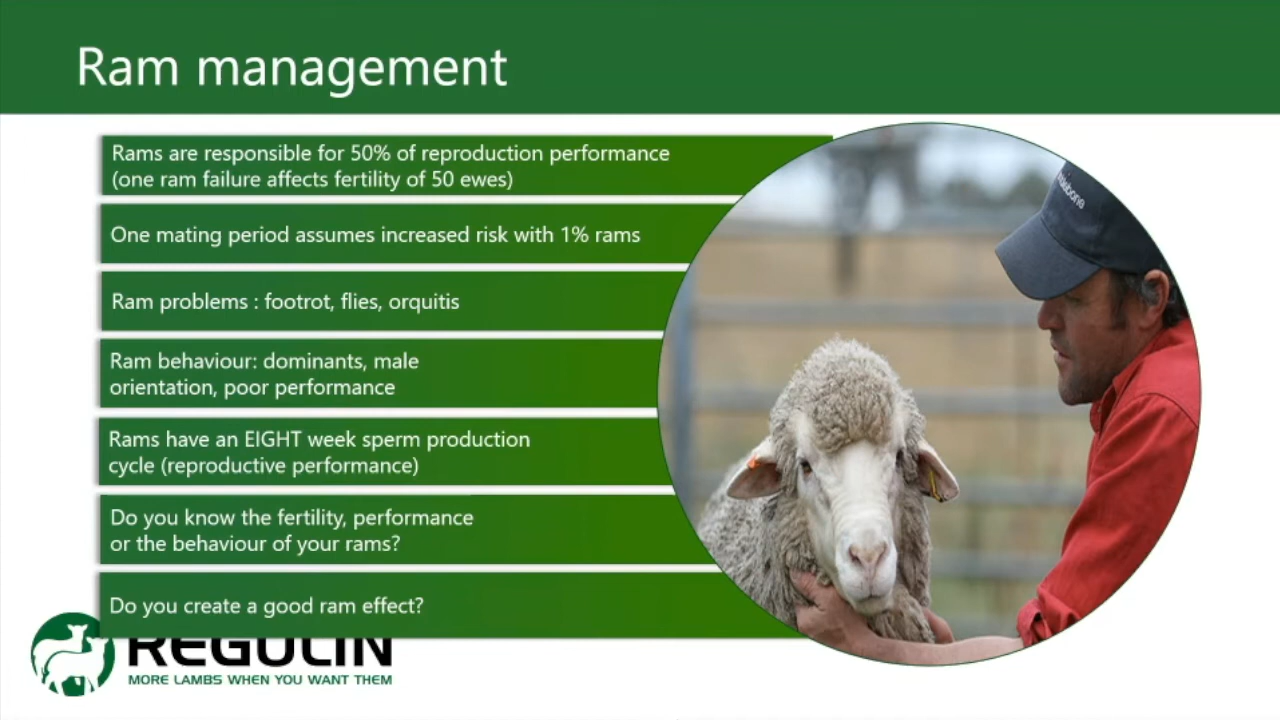 Ram management
Rams are responsible for 50% of reproduction performance
(one ram failure affects fertility of 50 ewes)
One mating period assumes increased risk with 1% rams
Ram problems : footrot, flies, orquitis
Ram behaviour: dominants, male
orientation, poor performance
Rams have an EIGHT week sperm production
cycle (reproductive performance)
Do you know the fertility, performance
or the behaviour of your rams?
Do you create a good ram effect?
REGULIN
MORE LAMBS WHEN YOU WANT THEM